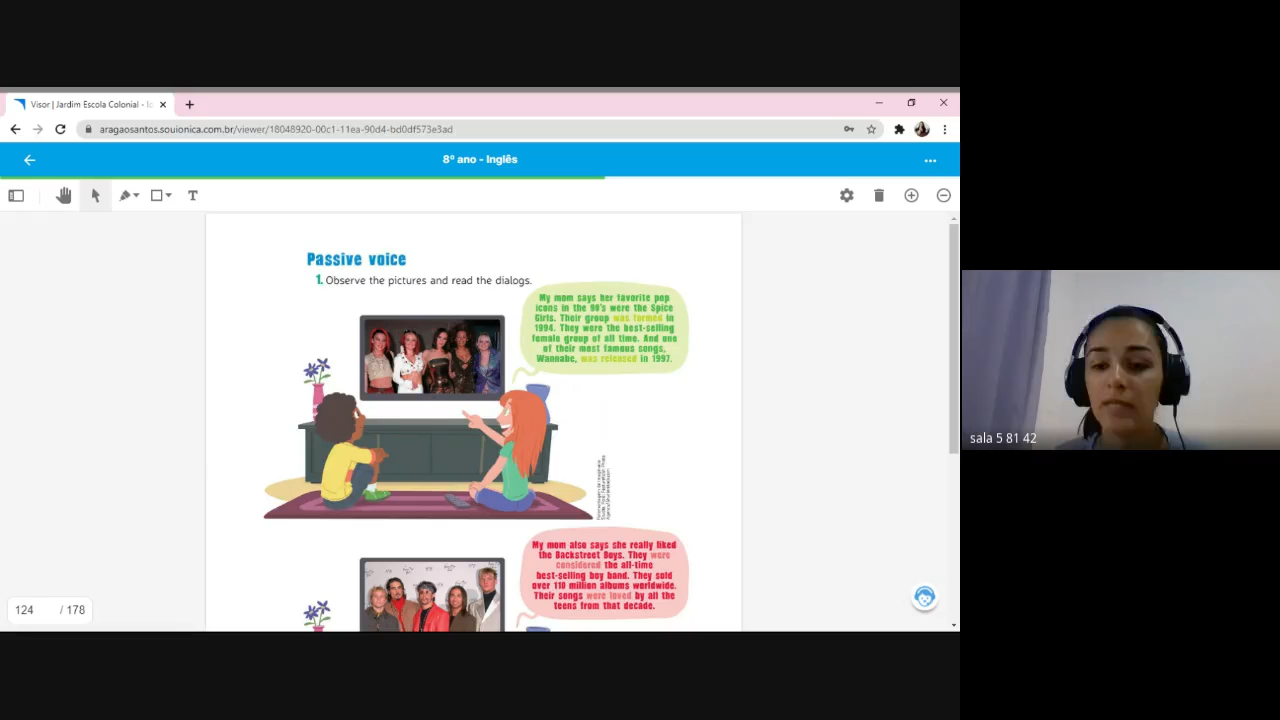 Visor | Jardim Escola Colonial - Io
aragaosantos.souionica.com.br/viewer/18048920-00c1-11ea-90d4-bd0df573e3ad
8º ano - Inglês
T
Passive voice
1. Observe the pictures and read the dialogs.
My mom says her favorite pop
icons in the 90's were the Spice
Girls. Their group was formed in
1994. They were the best-selling
female group of all time. And one
of their most famous songs,
Wannabe, was released in 1997.
My mom also says she really liked
the Backstreet Boys. They were
considered the all-time
best-selling boy band. They sold
over 110 million albums worldwide.
Their songs were loved by all the
teens from that decade.
124 / 178
sala 5 81 42